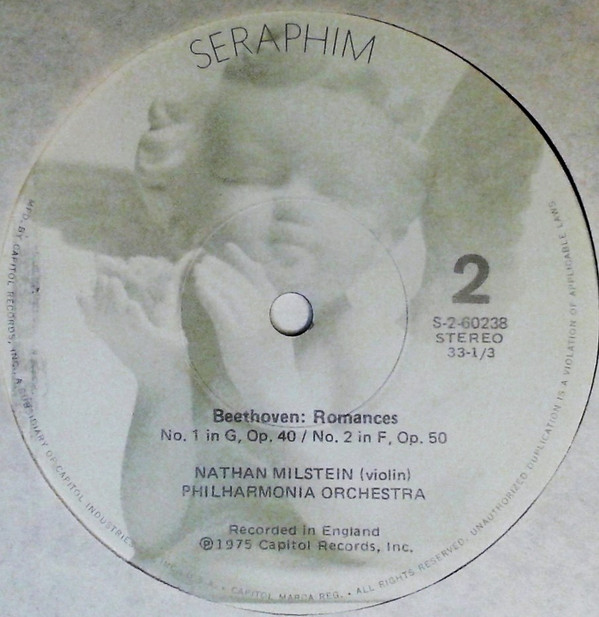 SERAPHIM
2
S-2-60238
STEREO
33-1/3
Beethoven: Romances
No. 1 in G, Op. 40 / No. 2 in F, Op. 50
NATHAN MILSTEIN (violin)
PHILHARMONIA ORCHESTRA
Recorded in England
℗1975 Capitol Records, Inc.
MFD. BY CAPITOL RECORDS, INC. A SUBSIDIARY OF CAPITOL INDUSTRIES U.S.A. • CAPITOL MARCA REG. • ALL RIGHTS RESERVED. UNAUTHORIZED DUPLICATION IS A VIOLATION OF APPLICABLE LAWS